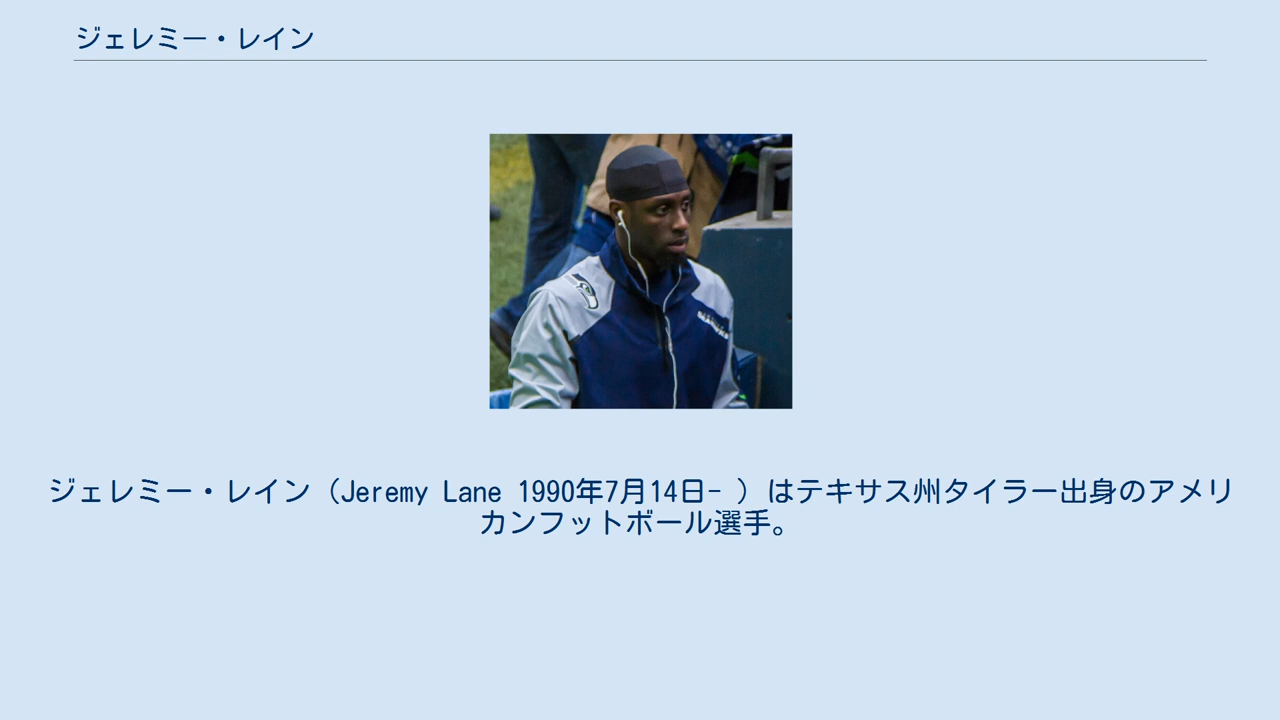 ジェレミー・レイン
ジェレミー・レイン（Jeremy Lane 1990年7月14日- ）はテキサス州タイラー出身のアメリ
カンフットボール選手。